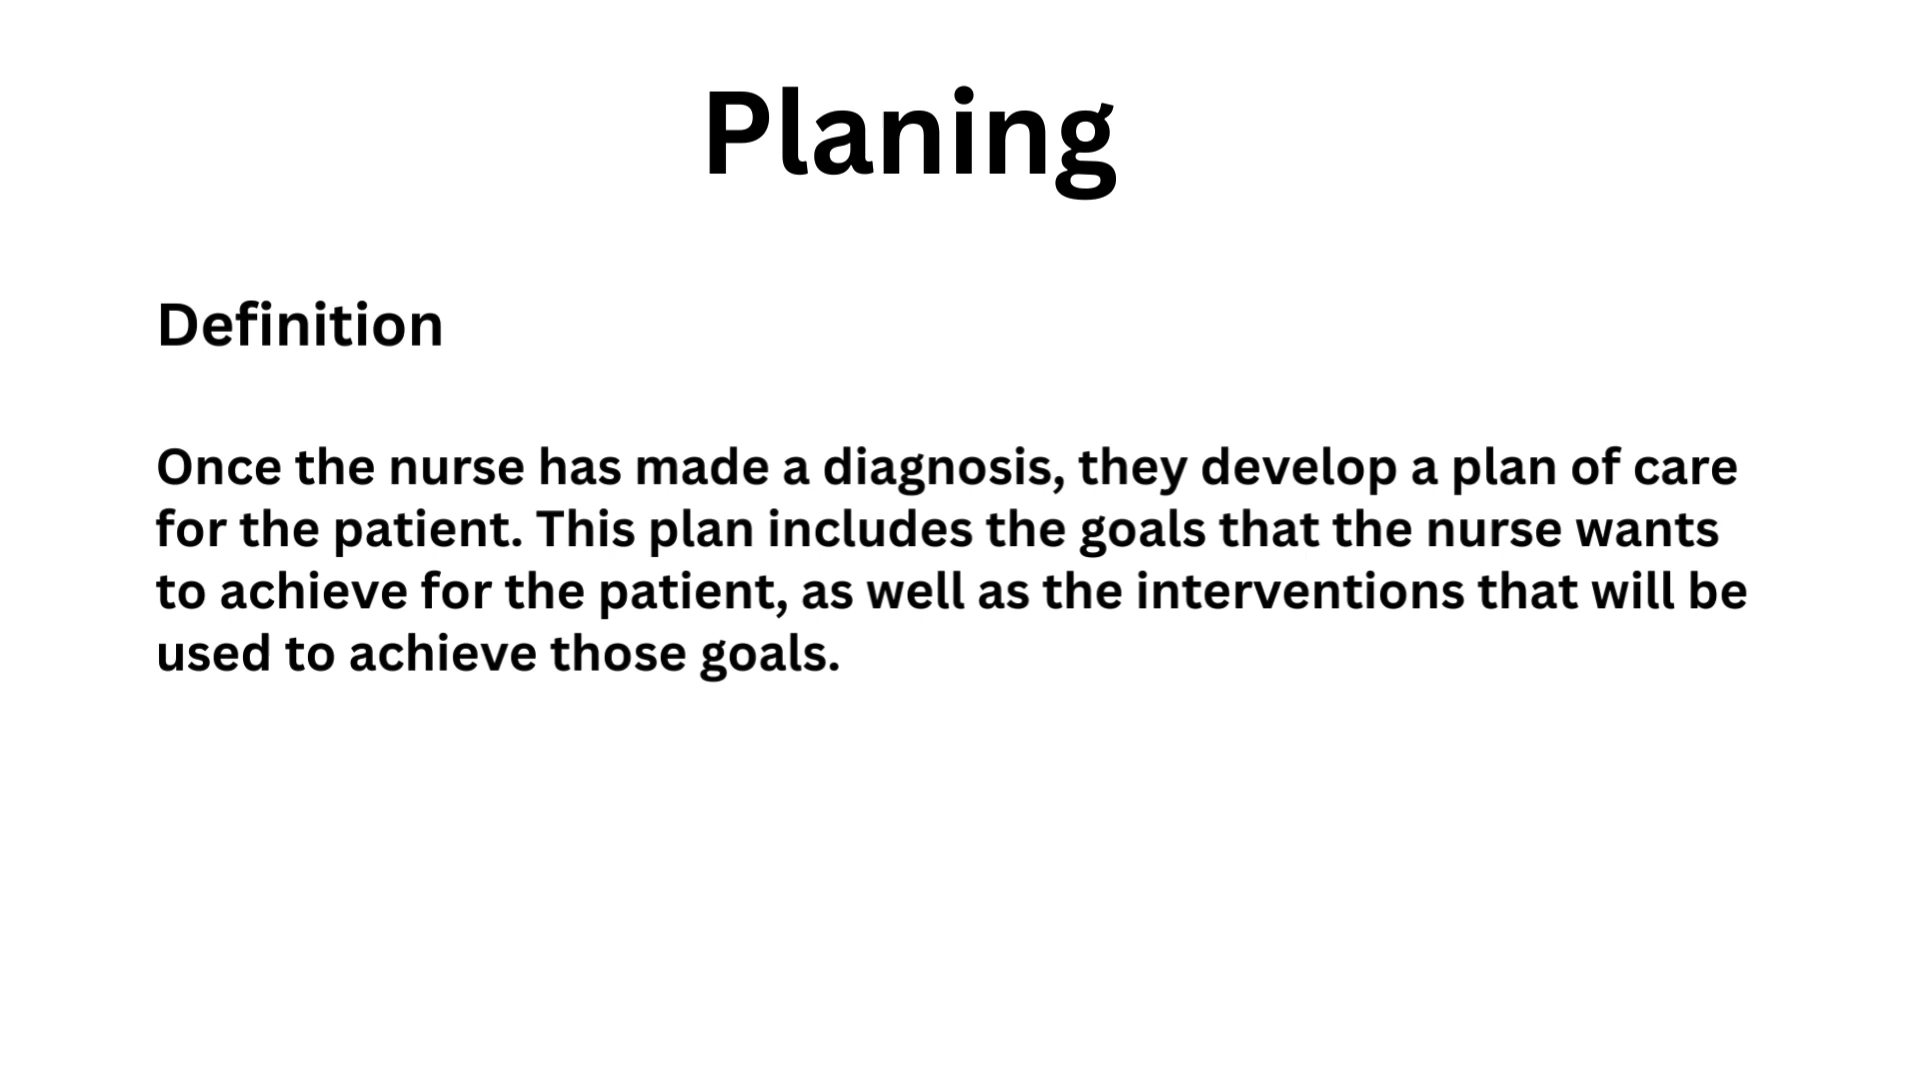 Planing
Definition
Once the nurse has made a diagnosis, they develop a plan of care
for the patient. This plan includes the goals that the nurse wants
to achieve for the patient, as well as the interventions that will be
used to achieve those goals.